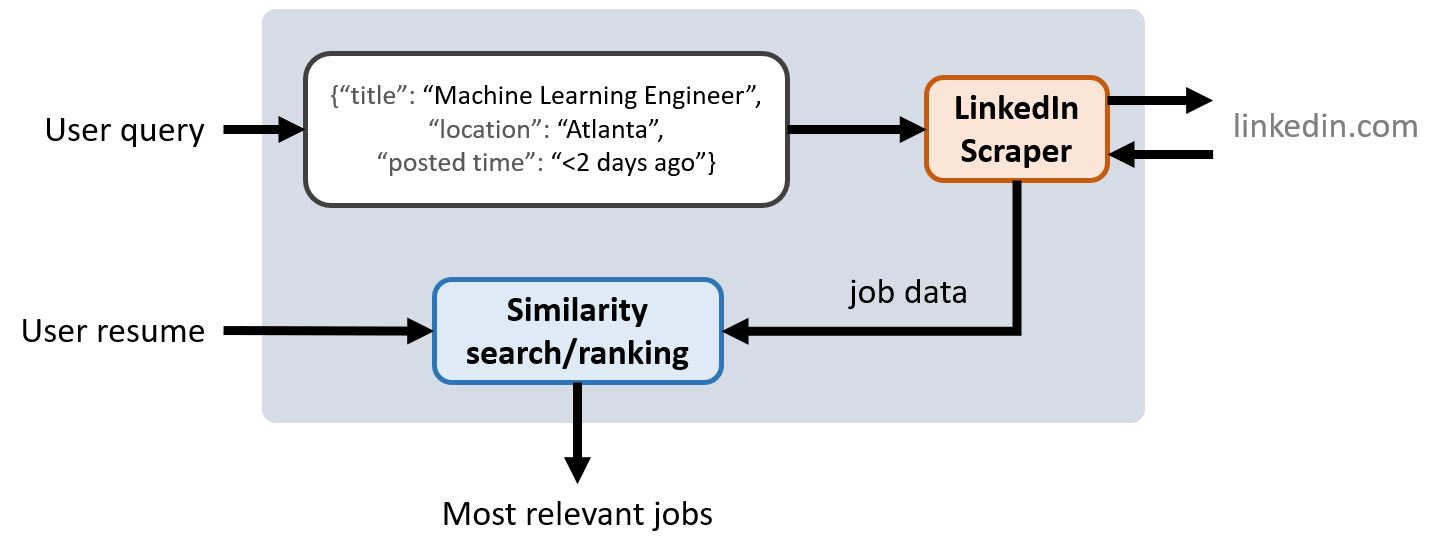 User query
{“title”: “Machine Learning Engineer”,
“location”: “Atlanta”,
“posted time”: “<2 days ago”}
LinkedIn
Scraper
linkedin.com
User resume
Similarity
search/ranking
job data
Most relevant jobs